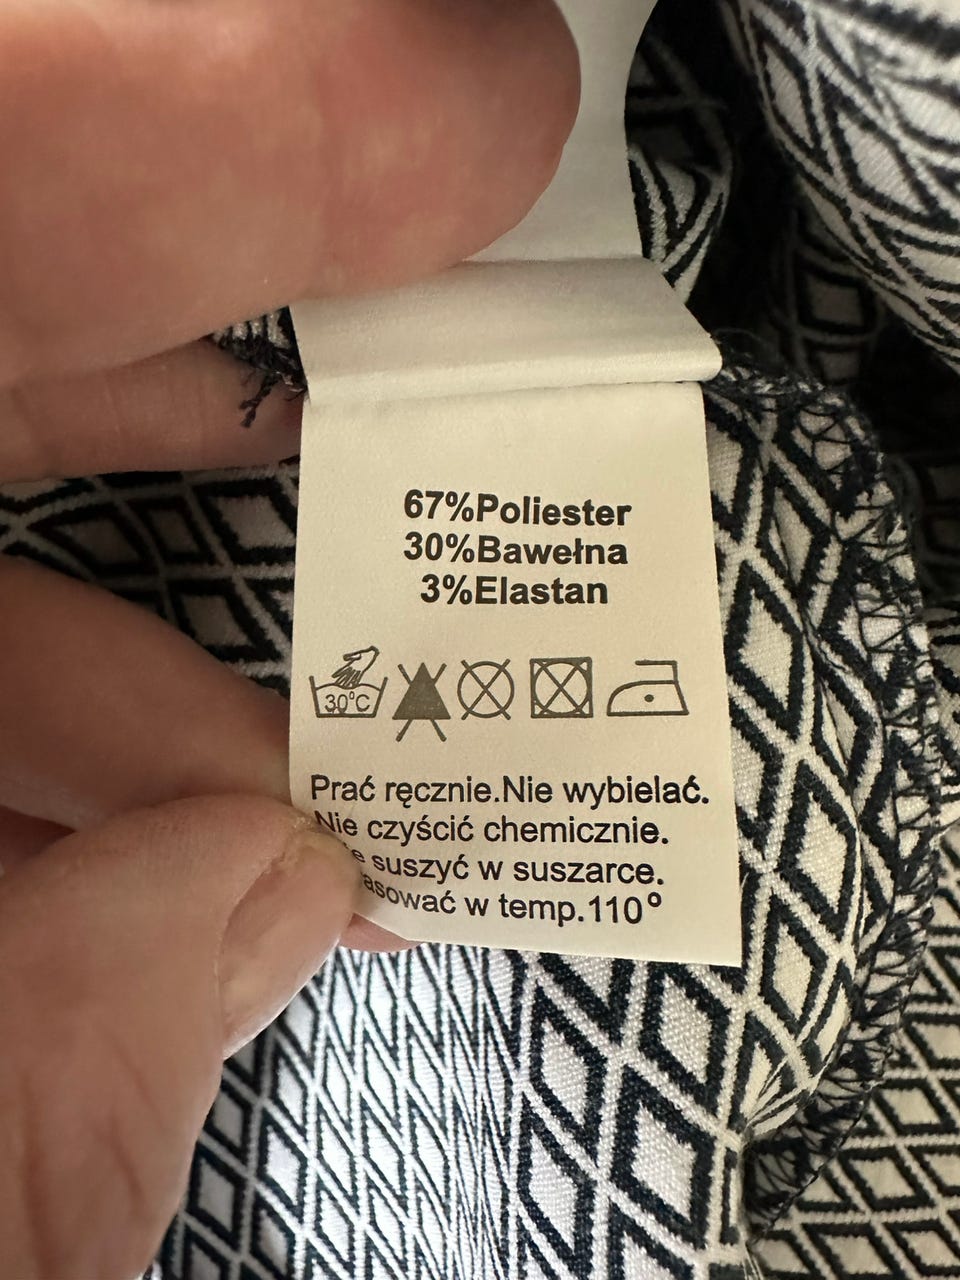 67%Poliester
30%Bawełna
3%Elastan
30°C
Prać ręcznie.Nie wybielać.
Nie czyścić chemicznie.
suszyć w suszarce.
w temp.110°